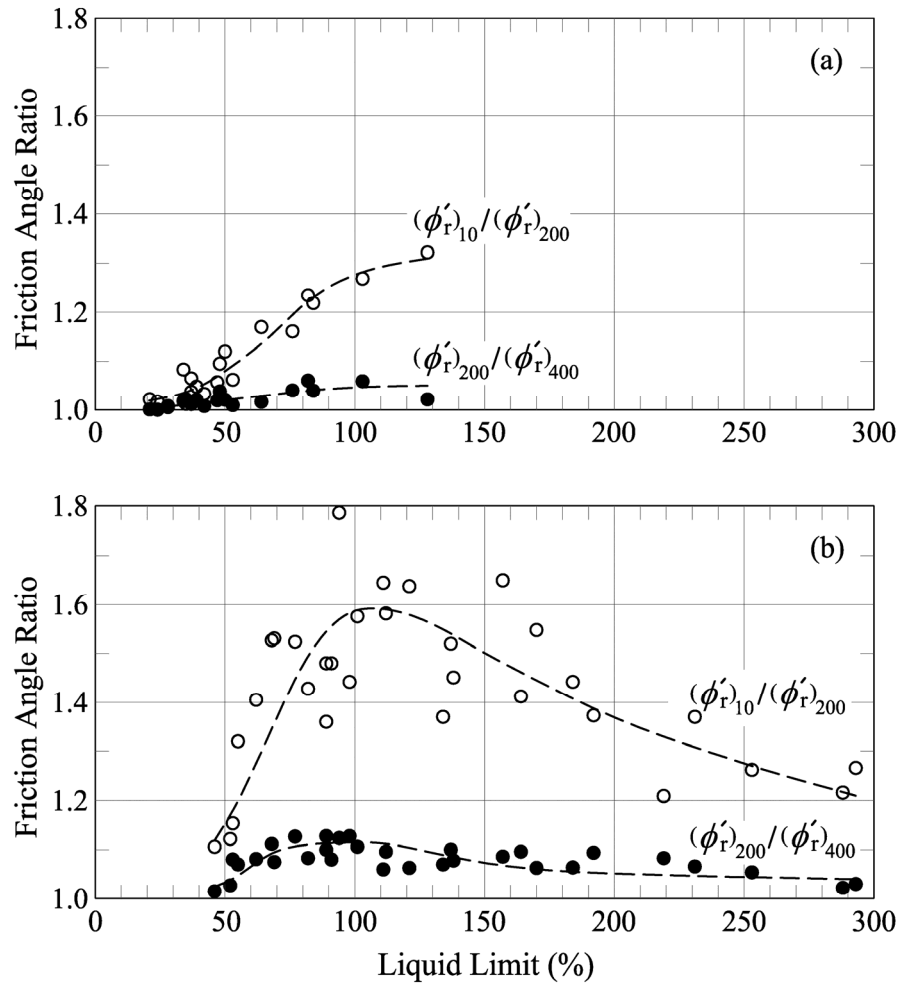 1.8
(a)
1.6
1.4
(ϕ′r)10/(ϕ′r)200
1.2
(ϕ′r)200/(ϕ′r)400
1.0
Friction Angle Ratio
0 50 100 150 200 250 300
1.8
(b)
1.6
1.4
(ϕ′r)10/(ϕ′r)200
1.2
(ϕ′r)200/(ϕ′r)400
1.0
Friction Angle Ratio
0 50 100 150 200 250 300
Liquid Limit (%)